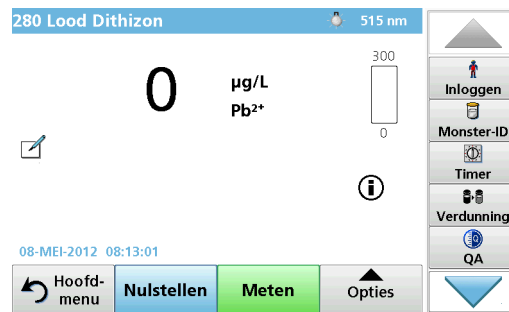 280 Lood Dithizon 515 nm
300
0
µg/L
Pb²⁺
0
08-MEI-2012 08:13:01
Hoofd-
menu
Nulstellen
Meten
Opties
Inloggen
Monster-ID
Timer
Verdunning
QA